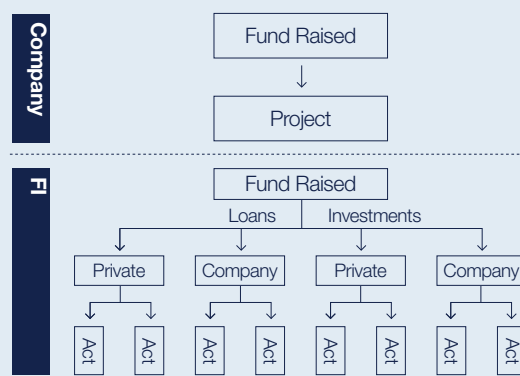 Company
Fund Raised
Project
FI
Fund Raised
Loans Investments
Private Company Private Company
Act Act Act Act Act Act Act Act